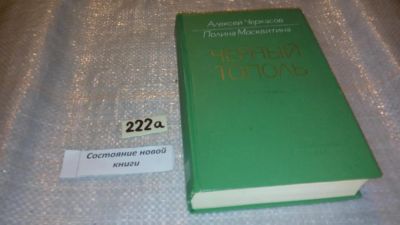 Алексей Черкасов
Полина Москвитина
ЧЕРНЫЙ
ТОПОЛЬ
222а
Состояние новой
книги